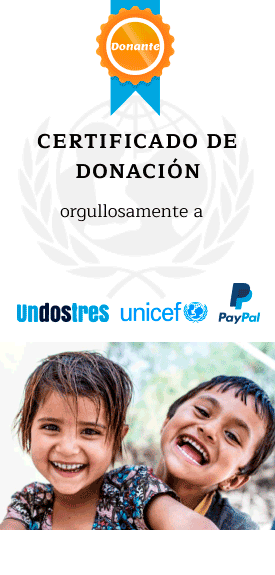 Donante
CERTIFICADO DE
DONACIÓN
orgullosamente a
undostres unicef PayPal